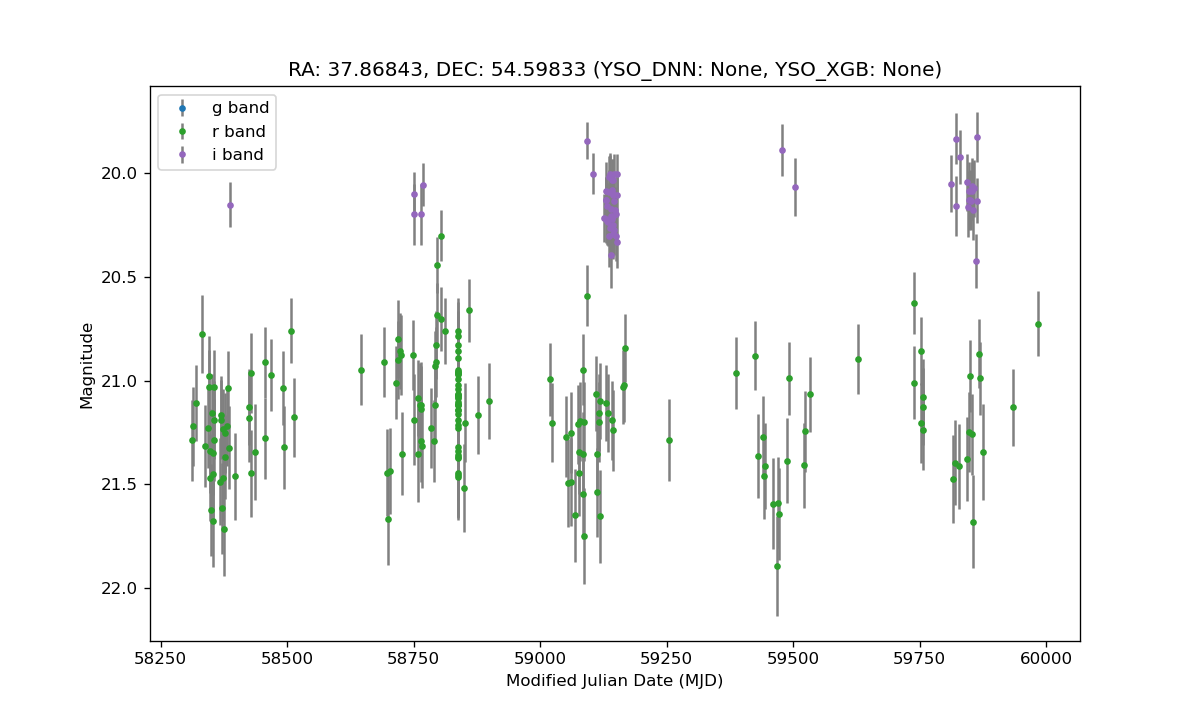 RA: 37.86843, DEC: 54.59833 (YSO_DNN: None, YSO_XGB: None)
g band
r band
i band
20.0
20.5
21.0
21.5
22.0
Magnitude
58250 58500 58750 59000 59250 59500 59750 60000
Modified Julian Date (MJD)